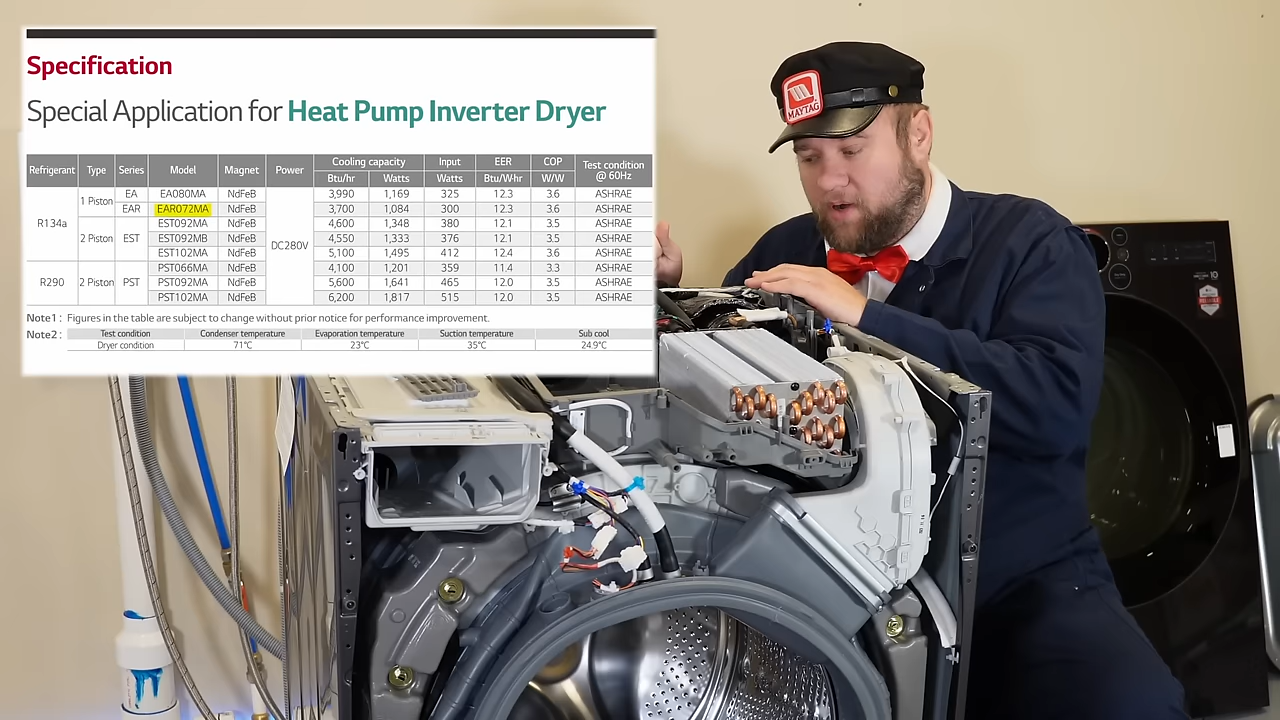 Specification
Special Application for Heat Pump Inverter Dryer
Refrigerant Type Series Model Magnet Power Cooling capacity Input EER COP Test condition @ 60Hz
Btu/hr Watts Watts Btu/W·hr W/W
R134a 1 Piston EA EA080MA NdFeB DC280V 3,990 1,169 325 12.3 3.6 ASHRAE
EAR EAR072MA NdFeB 3,700 1,084 300 12.3 3.6 ASHRAE
2 Piston EST EST092MA NdFeB 4,600 1,348 380 12.1 3.5 ASHRAE
EST092MB NdFeB 4,550 1,333 376 12.1 3.5 ASHRAE
EST102MA NdFeB 5,100 1,495 412 12.4 3.6 ASHRAE
R290 2 Piston PST PST066MA NdFeB 4,100 1,201 359 11.4 3.3 ASHRAE
PST092MA NdFeB 5,600 1,641 465 12.0 3.5 ASHRAE
PST102MA NdFeB 6,200 1,817 515 12.0 3.5 ASHRAE
Note1 : Figures in the table are subject to change without prior notice for performance improvement.
Note2 : Test condition Condenser temperature Evaporation temperature Suction temperature Sub cool
Dryer condition 71°C 23°C 35°C 24.9°C
MAYTAG
10